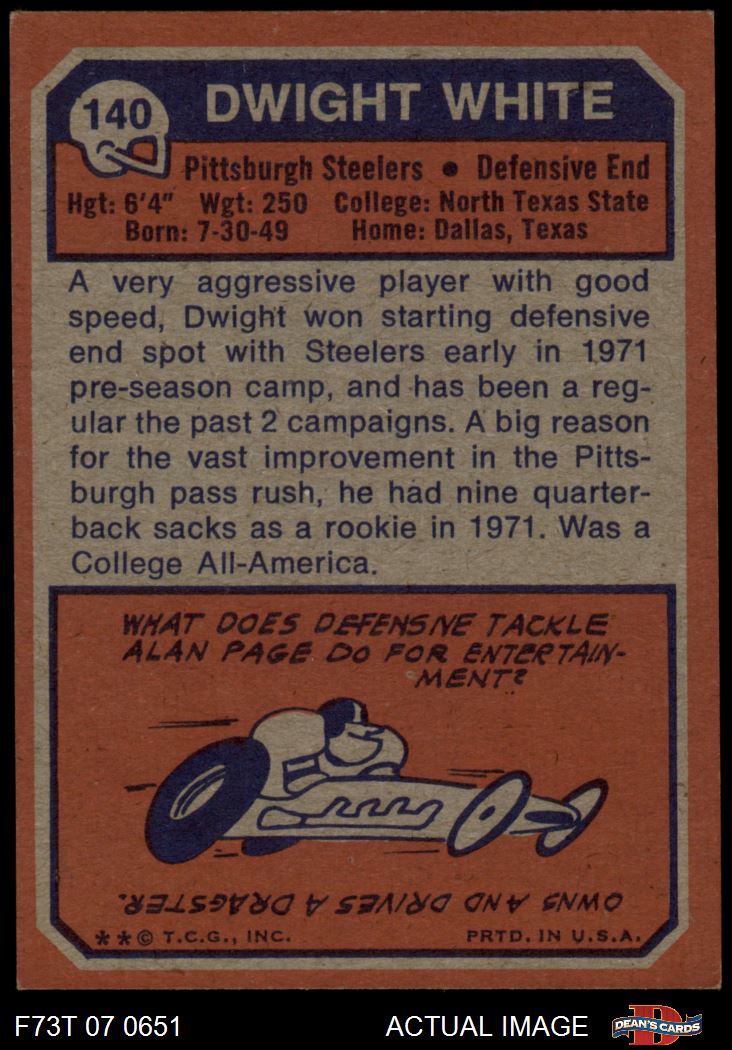 140
DWIGHT WHITE
Pittsburgh Steelers ● Defensive End
Hgt: 6'4" Wgt: 250 College: North Texas State
Born: 7-30-49 Home: Dallas, Texas
A very aggressive player with good
speed, Dwight won starting defensive
end spot with Steelers early in 1971
pre-season camp, and has been a reg-
ular the past 2 campaigns. A big reason
for the vast improvement in the Pitts-
burgh pass rush, he had nine quarter-
back sacks as a rookie in 1971. Was a
College All-America.
WHAT DOES DEFENSIVE TACKLE
ALAN PAGE DO FOR ENTERTAIN-
MENT?
OWNS AND DRIVES A DRAGSTER.
**© T.C.G., INC. PRTD. IN U.S.A.
F73T 07 0651 ACTUAL IMAGE
D
DEAN'S CARDS